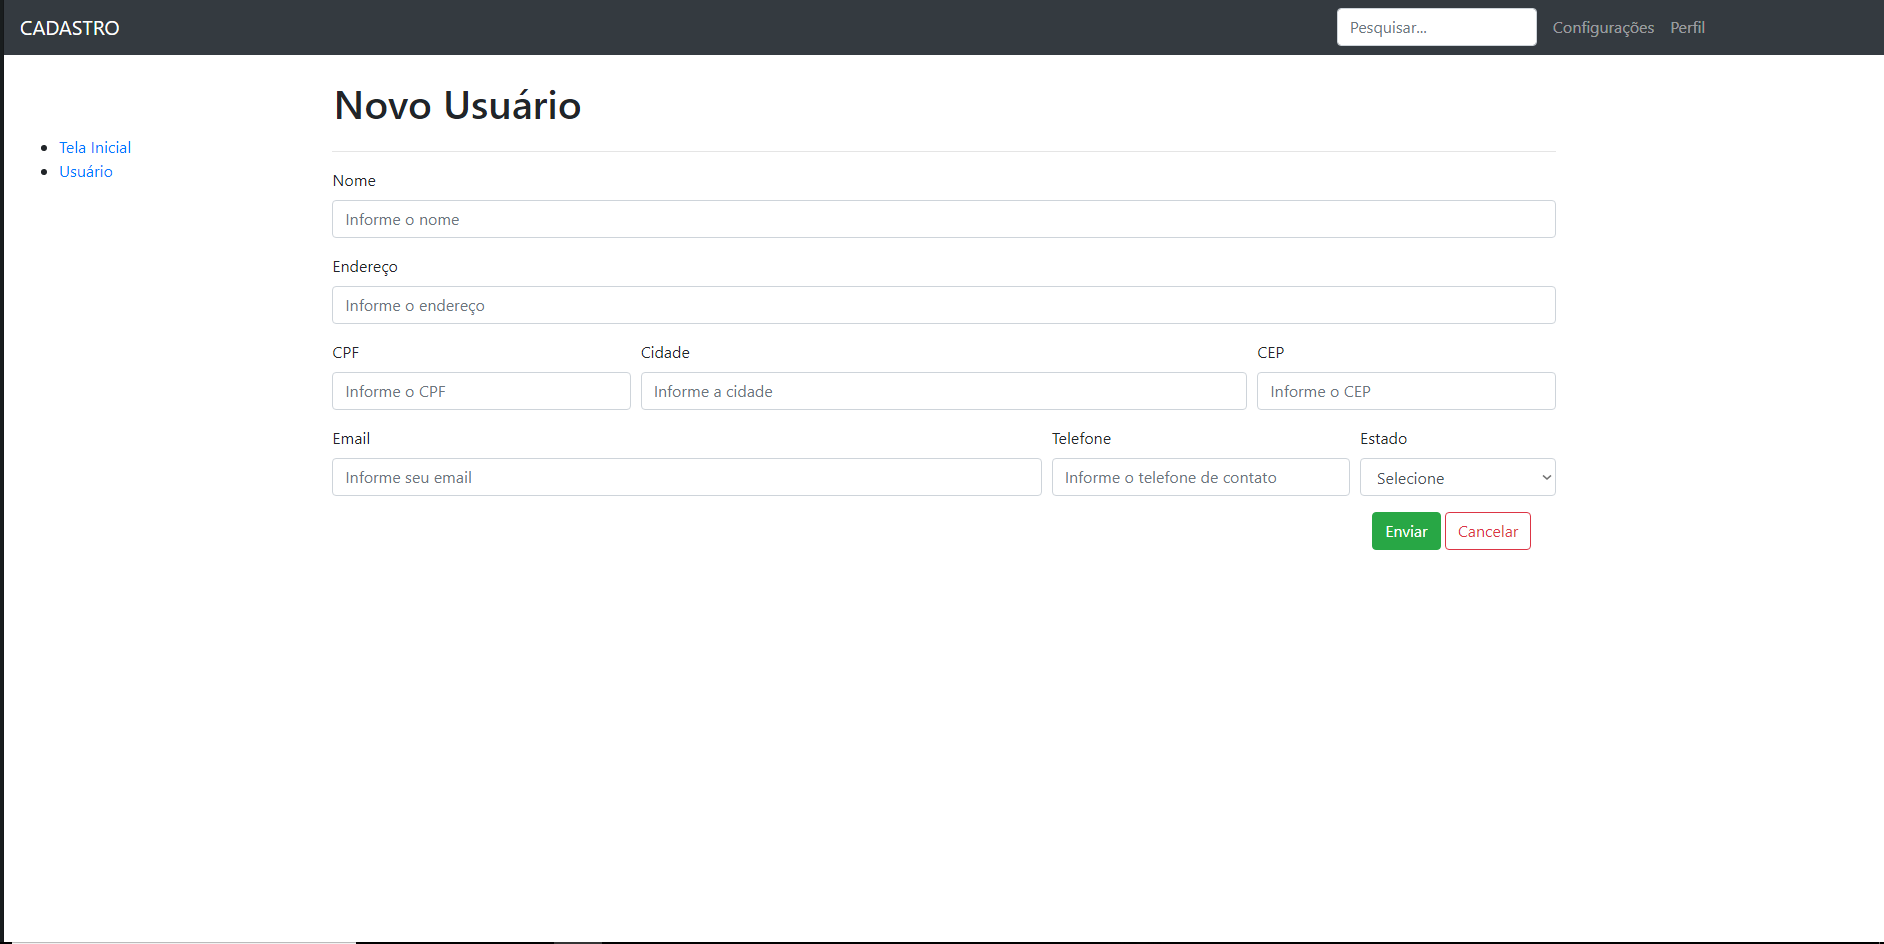 CADASTRO
Pesquisar...
Configurações
Perfil
Tela Inicial
Usuário
Novo Usuário
Nome
Informe o nome
Endereço
Informe o endereço
CPF
Cidade
CEP
Informe o CPF
Informe a cidade
Informe o CEP
Email
Telefone
Estado
Informe seu email
Informe o telefone de contato
Selecione
Enviar
Cancelar